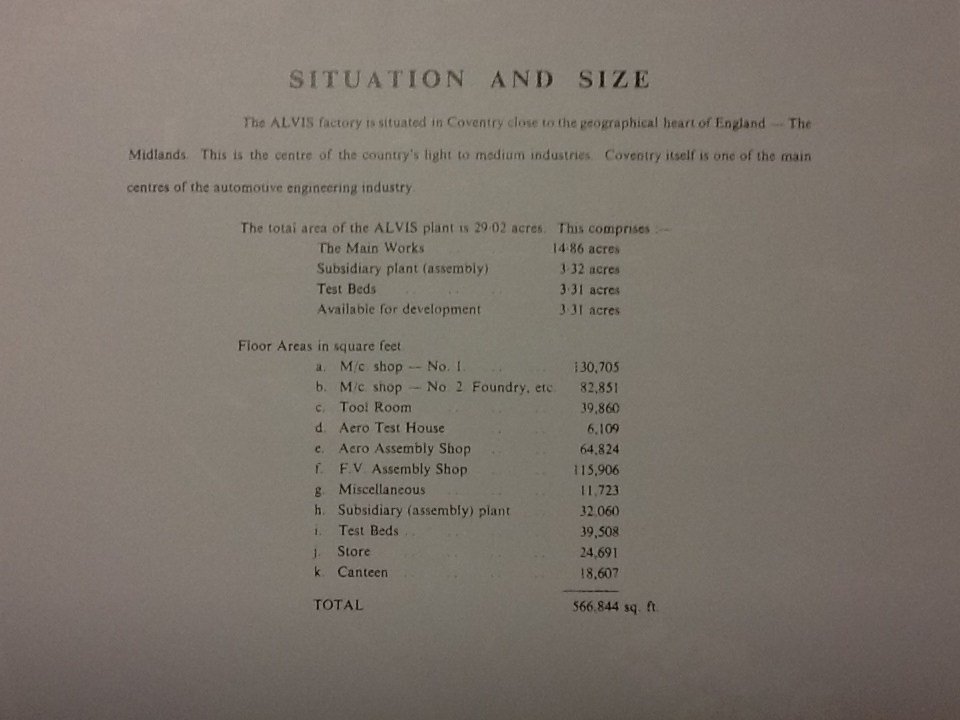 SITUATION AND SIZE
The ALVIS factory is situated in Coventry close to the geographical heart of England — The
Midlands. This is the centre of the country's light to medium industries. Coventry itself is one of the main
centres of the automotive engineering industry.
The total area of the ALVIS plant is 29·02 acres. This comprises :—
The Main Works 14·86 acres
Subsidiary plant (assembly) 3·32 acres
Test Beds 3·31 acres
Available for development 3·31 acres
Floor Areas in square feet.
a. M/c. shop — No. 1. 130,705
b. M/c. shop — No. 2. Foundry, etc. 82,851
c. Tool Room 39,860
d. Aero Test House 6,109
e. Aero Assembly Shop 64,824
f. F.V. Assembly Shop 115,906
g. Miscellaneous 11,723
h. Subsidiary (assembly) plant 32,060
i. Test Beds 39,508
j. Store 24,691
k. Canteen 18,607
TOTAL 566,844 sq. ft.